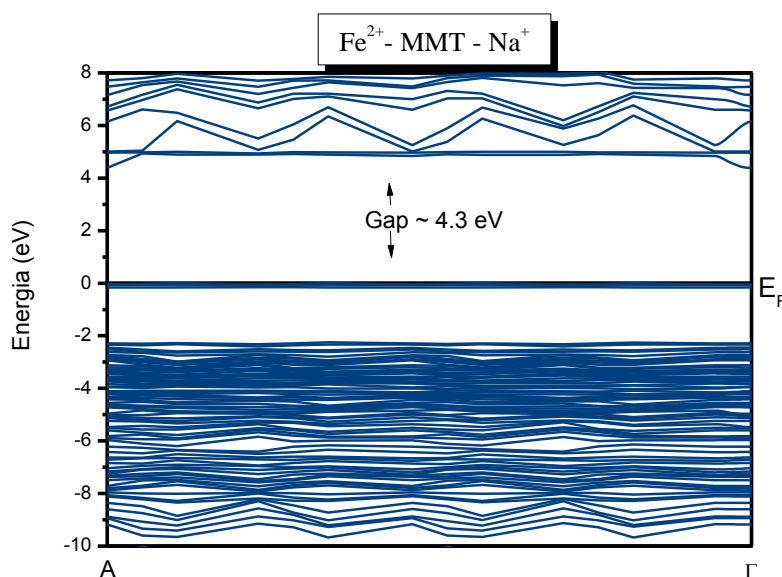 Fe²⁺- MMT - Na⁺
8
6
4
2
0
-2
-4
-6
-8
-10
Energia (eV)
Gap ~ 4.3 eV
E_F
A
Γ